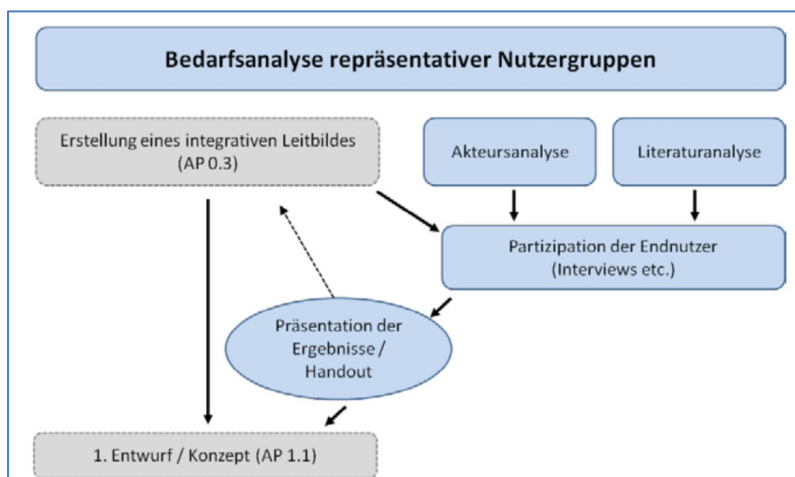 Bedarfsanalyse repräsentativer Nutzergruppen
Erstellung eines integrativen Leitbildes
(AP 0.3)
Akteursanalyse
Literaturanalyse
Partizipation der Endnutzer
(Interviews etc.)
Präsentation der
Ergebnisse /
Handout
1. Entwurf / Konzept (AP 1.1)